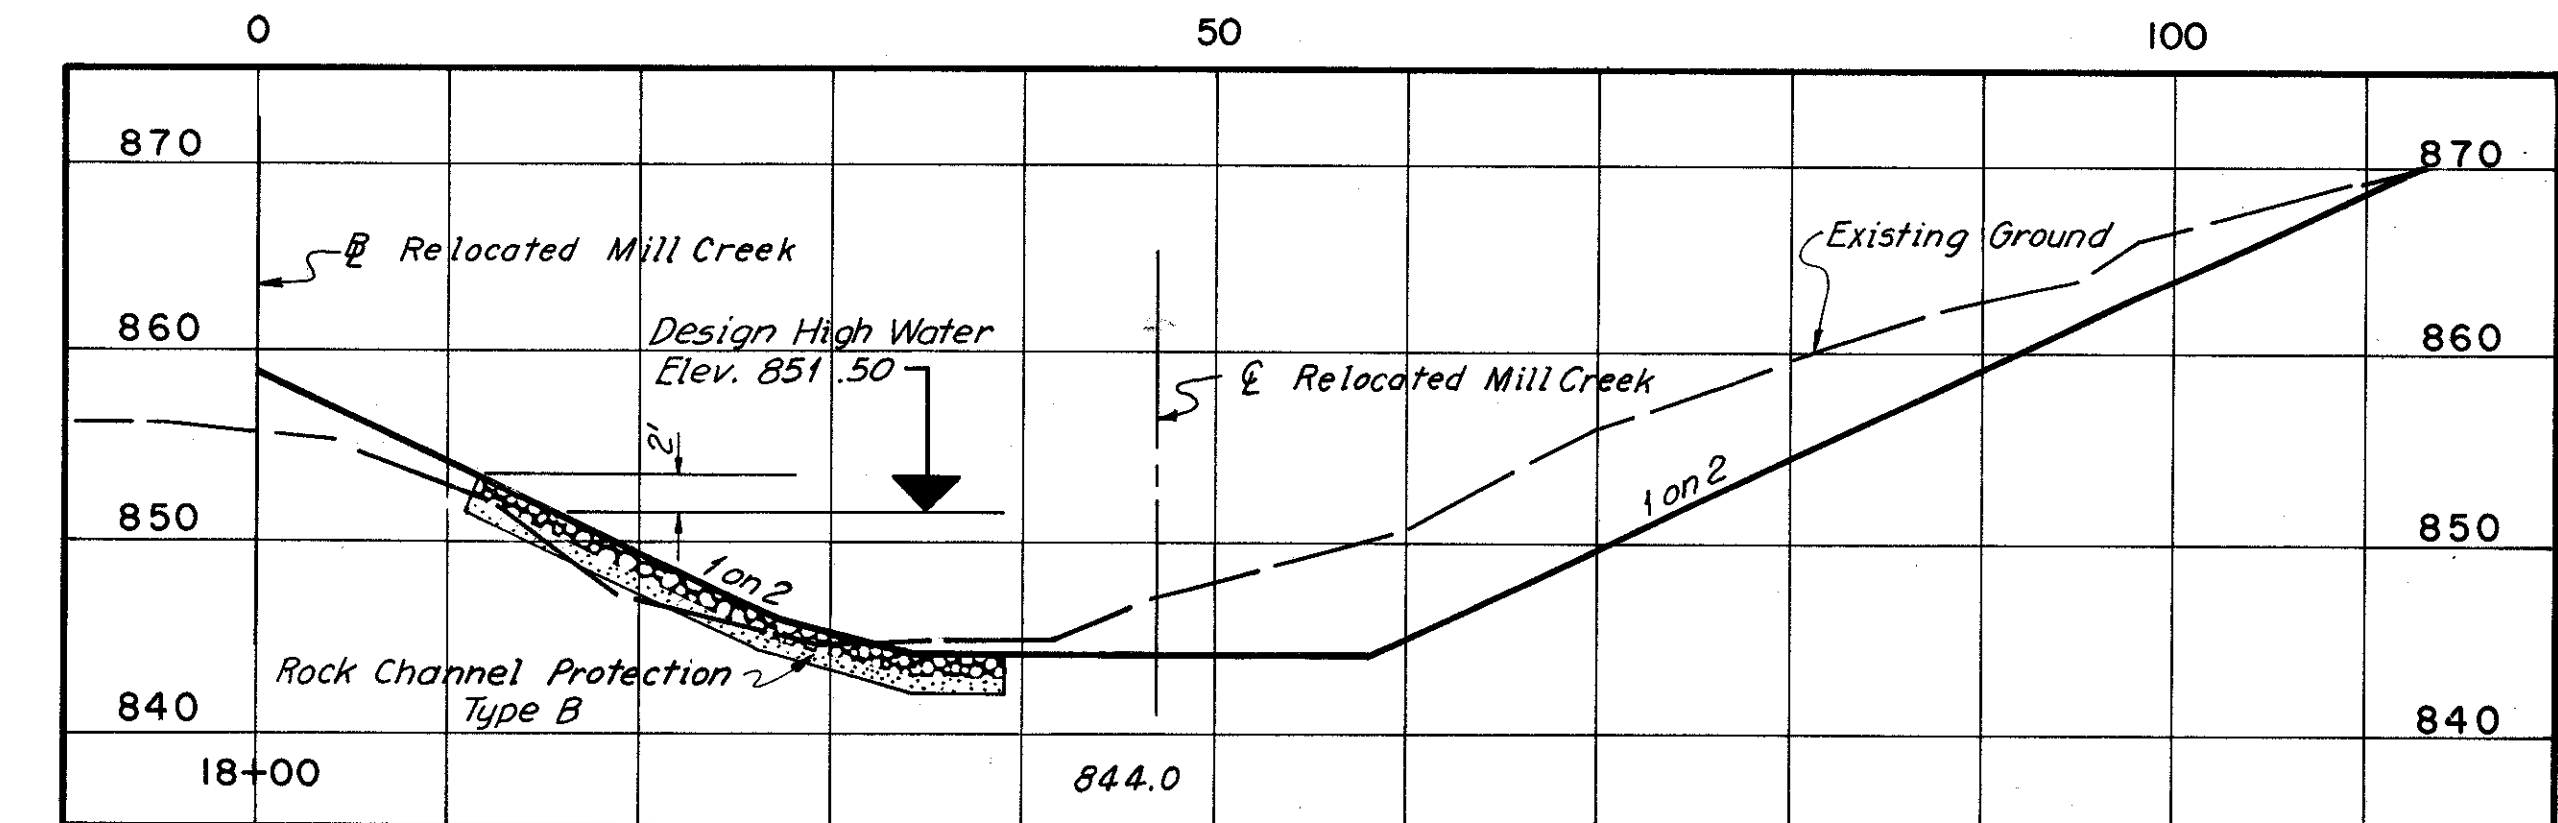 0 50 100
870 870
℄ Relocated Mill Creek
Existing Ground
860 860
Design High Water
Elev. 851.50
℄ Relocated Mill Creek
2'
850 850
1 on 2
1 on 2
Rock Channel Protection
Type B
840 840
18+00 844.0